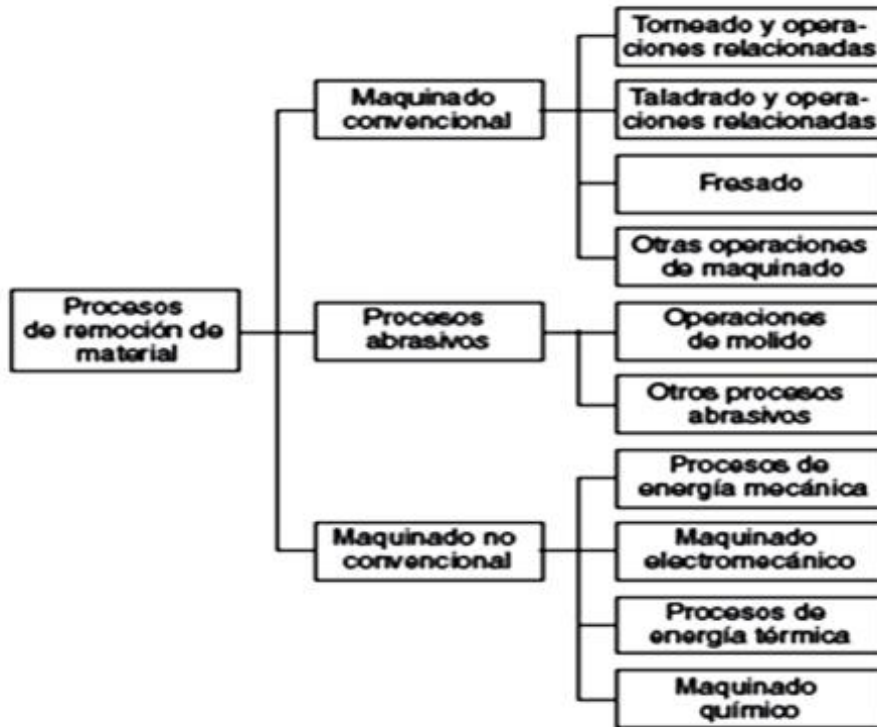 Procesos
de remoción de
material
Maquinado
convencional
Torneado y opera-
ciones relacionadas
Taladrado y opera-
ciones relacionadas
Fresado
Otras operaciones
de maquinado
Procesos
abrasivos
Operaciones
de molido
Otros procesos
abrasivos
Maquinado no
convencional
Procesos de
energía mecánica
Maquinado
electromecánico
Procesos de
energía térmica
Maquinado
químico